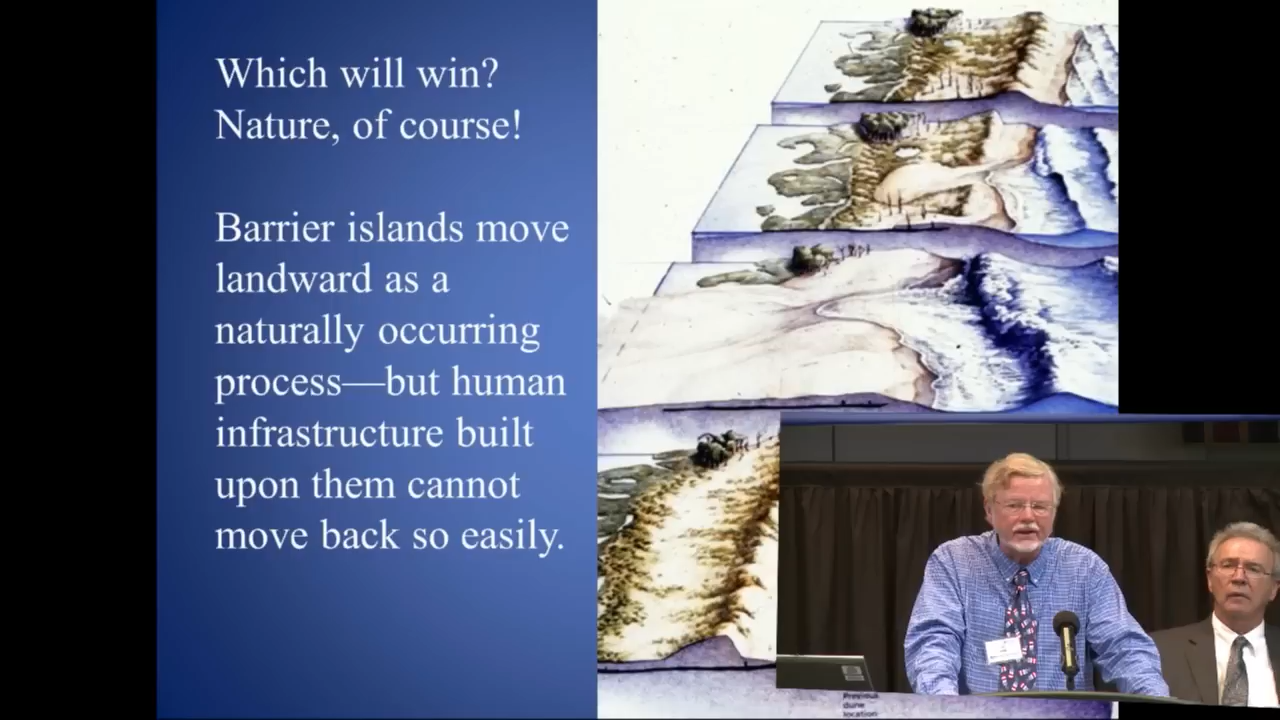 Which will win?
Nature, of course!
Barrier islands move
landward as a
naturally occurring
process—but human
infrastructure built
upon them cannot
move back so easily.
Previous
dune
location